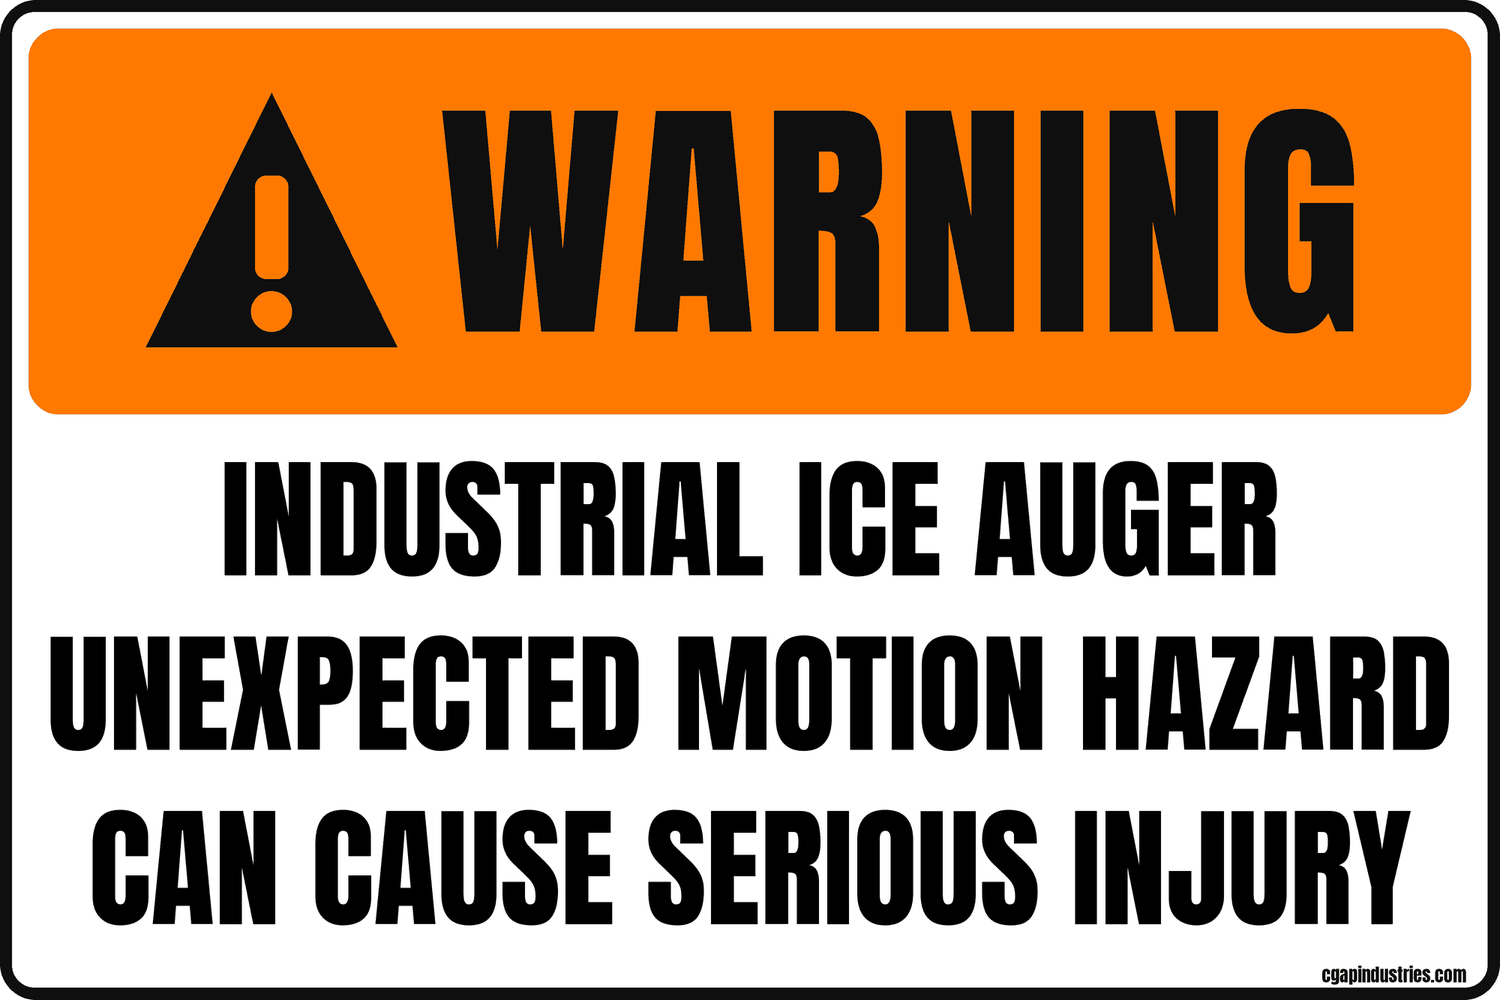 WARNING
INDUSTRIAL ICE AUGER
UNEXPECTED MOTION HAZARD
CAN CAUSE SERIOUS INJURY
cgapindustries.com